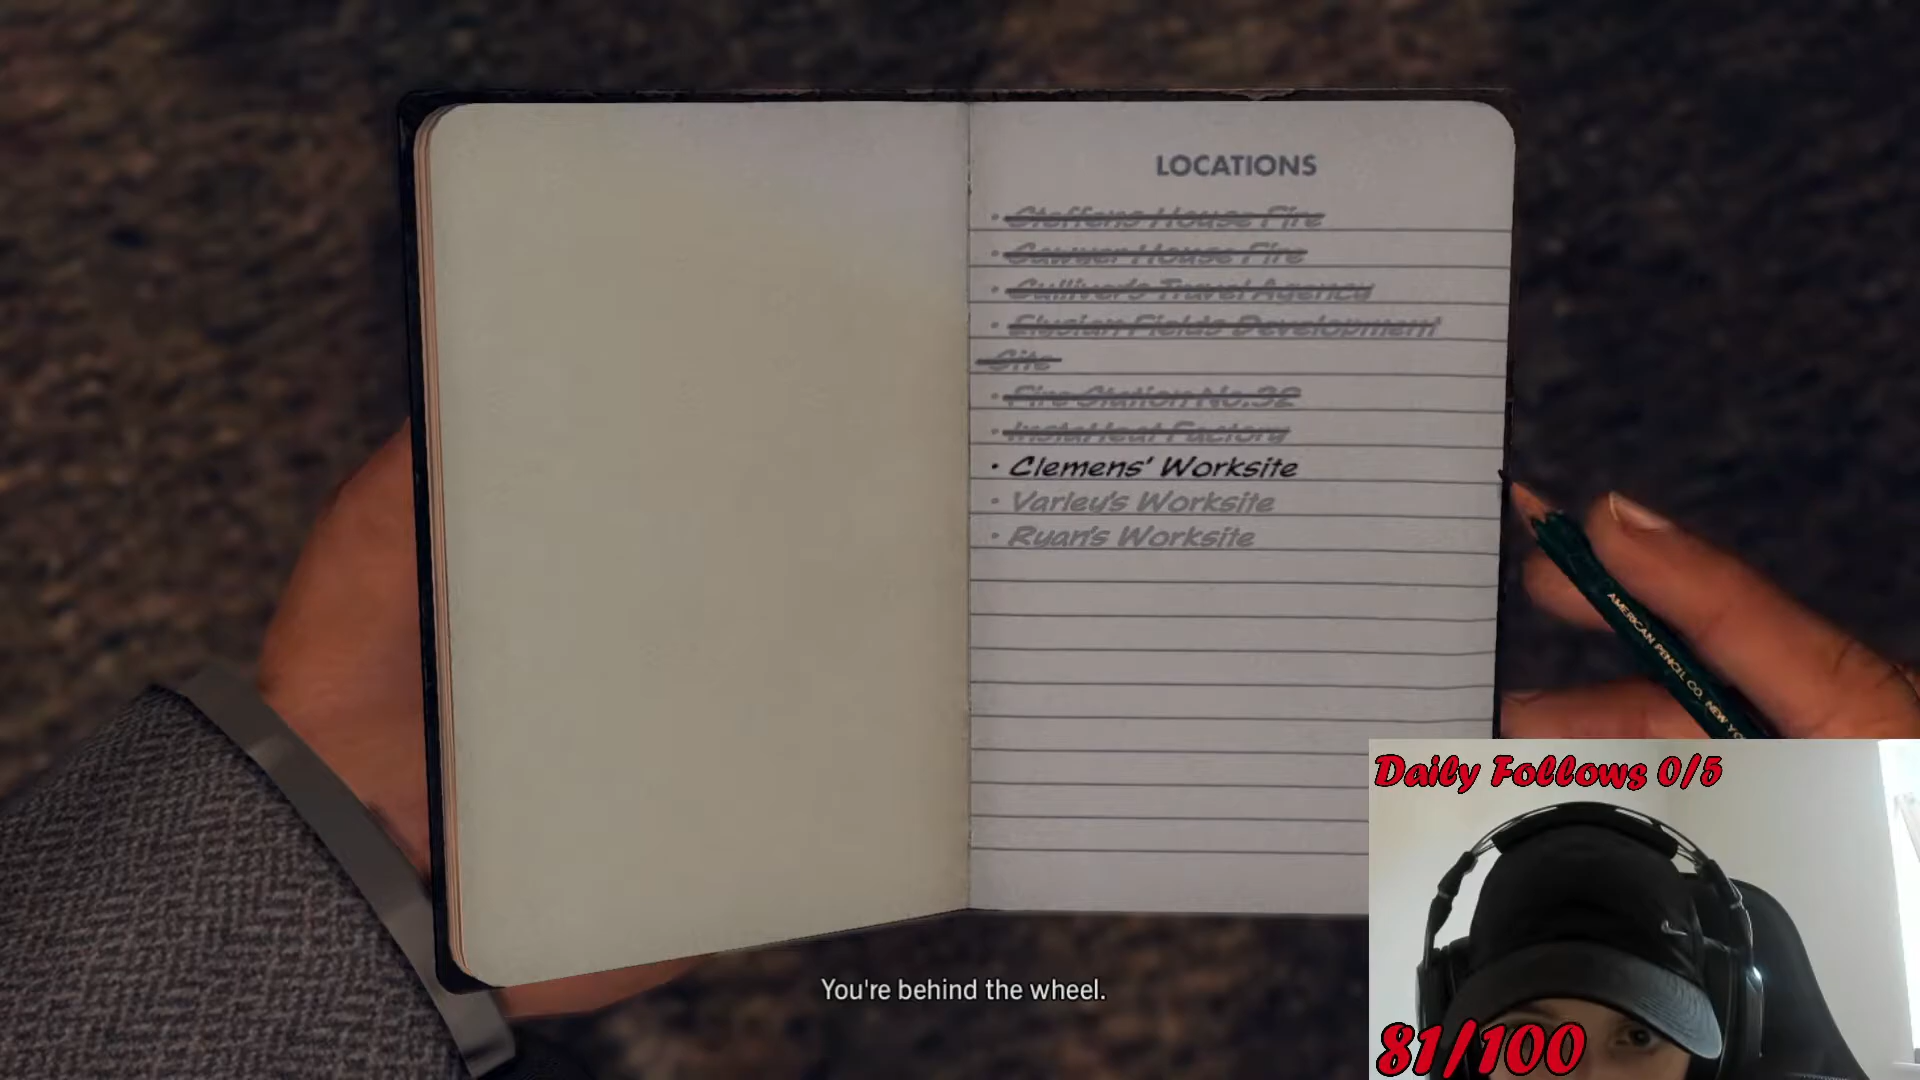 LOCATIONS
• Steffens House Fire
• Sawyer House Fire
• Gulliver's Travel Agency
• Elysian Fields Development
Site
• Fire Station No.32
• InstaHeat Factory
• Clemens' Worksite
• Varley's Worksite
• Ryan's Worksite
AMERICAN PENCIL CO. NEW YO
You're behind the wheel.
Daily Follows 0/5
81/100